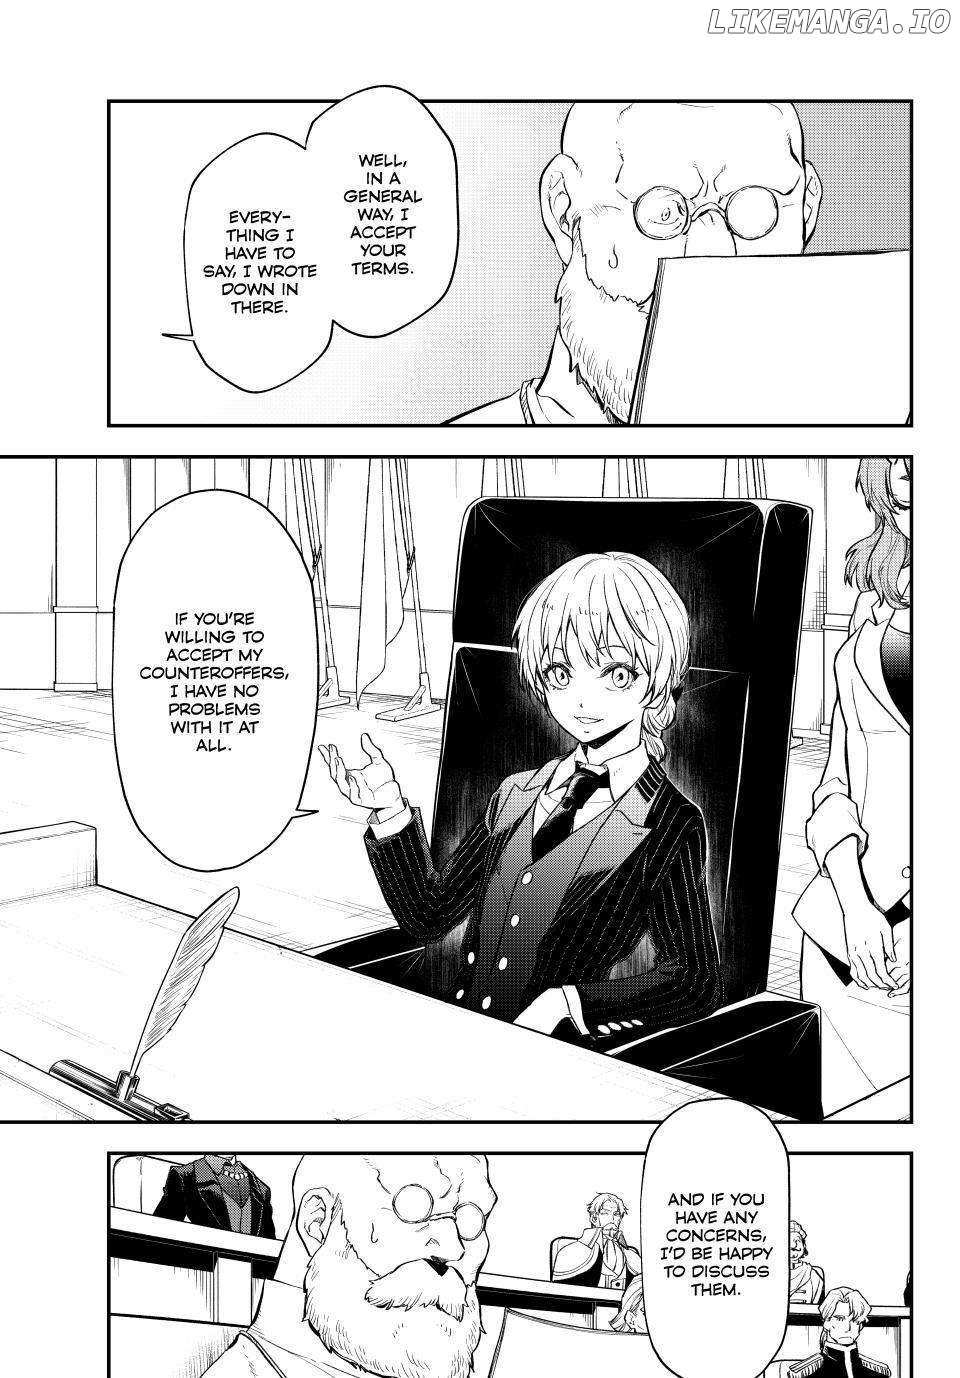 LIKEMANGA.IO
WELL,
IN A
GENERAL
WAY, I
ACCEPT
YOUR
TERMS.
EVERY-
THING I
HAVE TO
SAY, I WROTE
DOWN IN
THERE.
IF YOU'RE
WILLING TO
ACCEPT MY
COUNTEROFFERS,
I HAVE NO
PROBLEMS
WITH IT AT
ALL.
AND IF YOU
HAVE ANY
CONCERNS,
I'D BE HAPPY
TO DISCUSS
THEM.